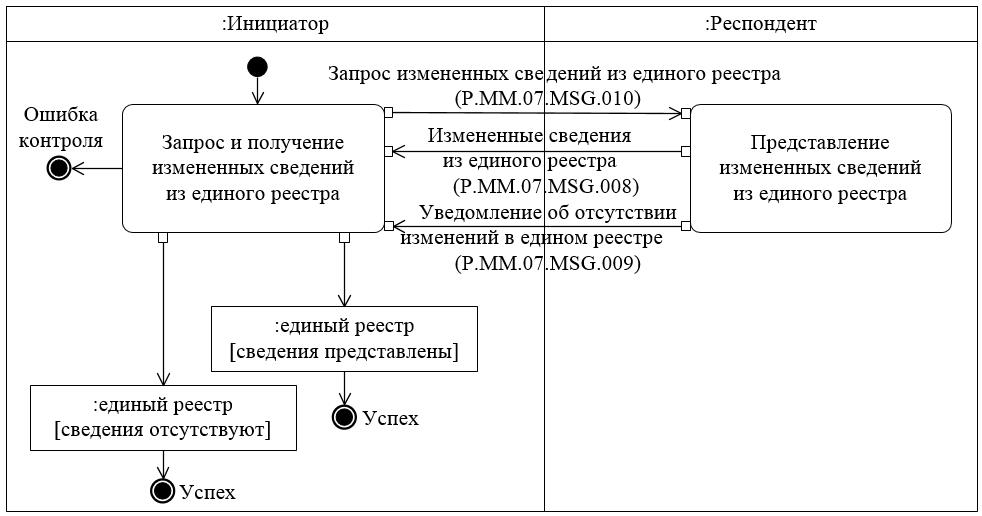 :Инициатор
:Респондент
Запрос измененных сведений из единого реестра
(P.MM.07.MSG.010)
Ошибка
контроля
Запрос и получение
измененных сведений
из единого реестра
Измененные сведения
из единого реестра
(P.MM.07.MSG.008)
Представление
измененных сведений
из единого реестра
Уведомление об отсутствии
изменений в едином реестре
(P.MM.07.MSG.009)
:единый реестр
[сведения представлены]
Успех
:единый реестр
[сведения отсутствуют]
Успех